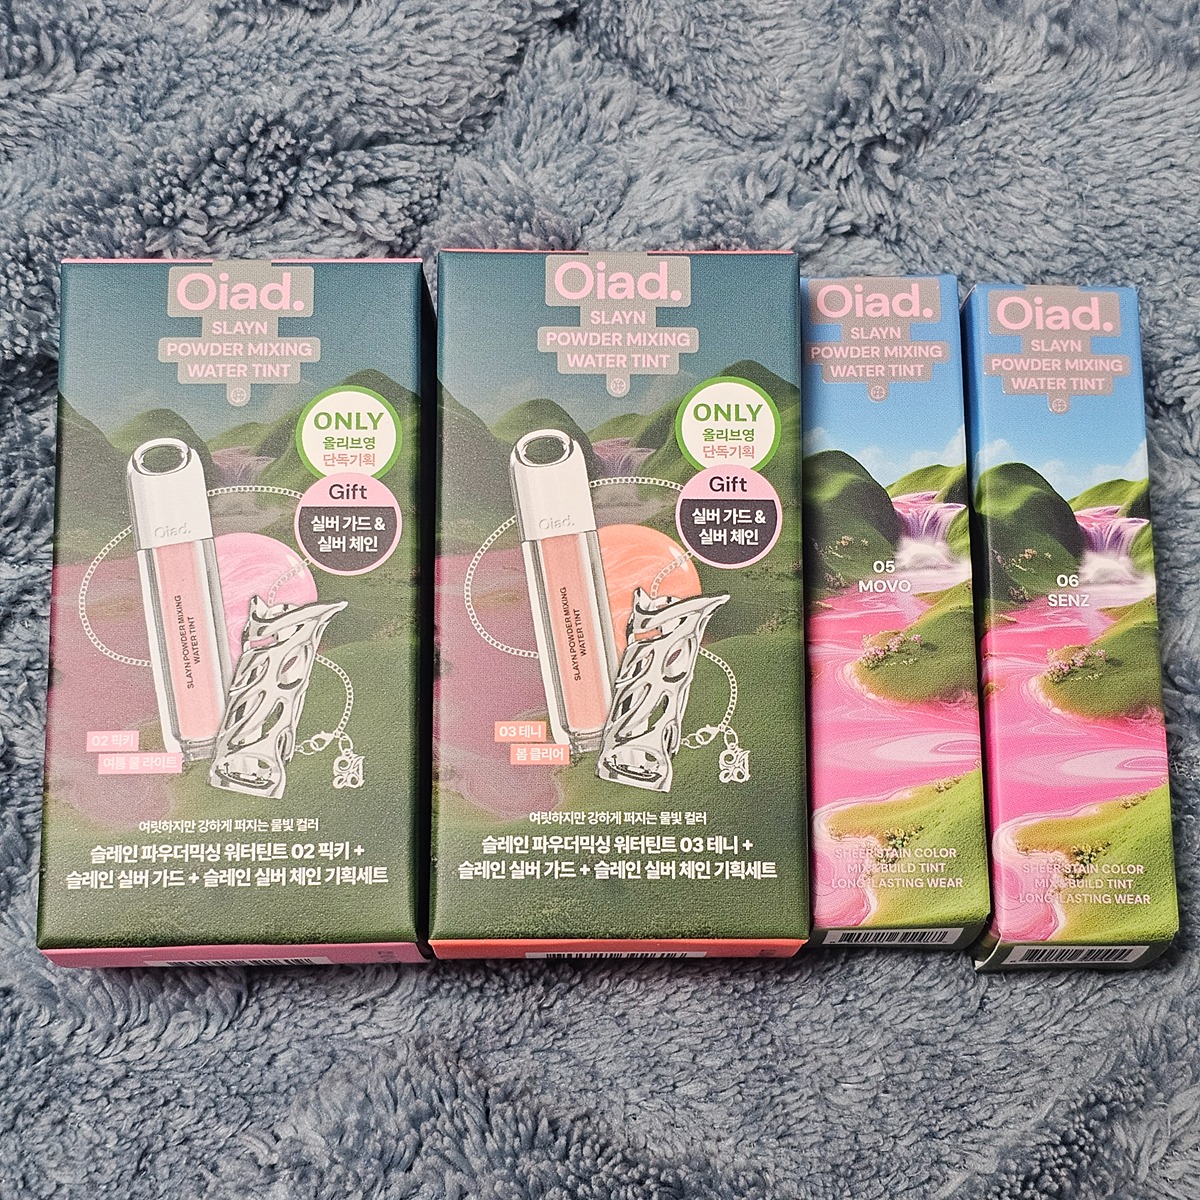 Oiad.
SLAYN
POWDER MIXING
WATER TINT
ONLY
올리브영
단독기획
Gift
실버 가드 &
실버 체인
Oiad.
SLAYN POWDER MIXING
WATER TINT
02 픽키
여름 쿨 라이트
여릿하지만 강하게 퍼지는 물빛 컬러
슬레인 파우더믹싱 워터틴트 02 픽키 +
슬레인 실버 가드 + 슬레인 실버 체인 기획세트
Oiad.
SLAYN
POWDER MIXING
WATER TINT
ONLY
올리브영
단독기획
Gift
실버 가드 &
실버 체인
Oiad.
SLAYN POWDER MIXING
WATER TINT
03 테니
봄 클리어
여릿하지만 강하게 퍼지는 물빛 컬러
슬레인 파우더믹싱 워터틴트 03 테니 +
슬레인 실버 가드 + 슬레인 실버 체인 기획세트
Oiad.
SLAYN
POWDER MIXING
WATER TINT
05
MOVO
SHEER STAIN COLOR
MIX&BUILD TINT
LONG-LASTING WEAR
Oiad.
SLAYN
POWDER MIXING
WATER TINT
06
SENZ
SHEER STAIN COLOR
MIX&BUILD TINT
LONG-LASTING WEAR